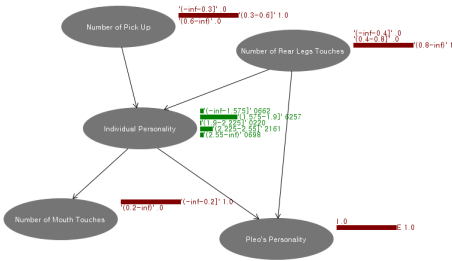 '(-inf-0.3]' .0
Number of Pick Up
'(0.3-0.6]' 1.0
'(0.6-inf)' .0
'(-inf-0.4]' .0
'(0.4-0.8]' .0
Number of Rear Legs Touches
'(0.8-inf)' 1
'(-inf-1.575]' 0662
'(1.575-1.9]' 6257
Individual Personality
'(1.9-2.225]' 0220
'(2.225-2.55]' 2161
'(2.55-inf)' 0698
'(-inf-0.2]' 1.0
'(0.2-inf)' .0
Number of Mouth Touches
I .0
E 1.0
Pleo's Personality